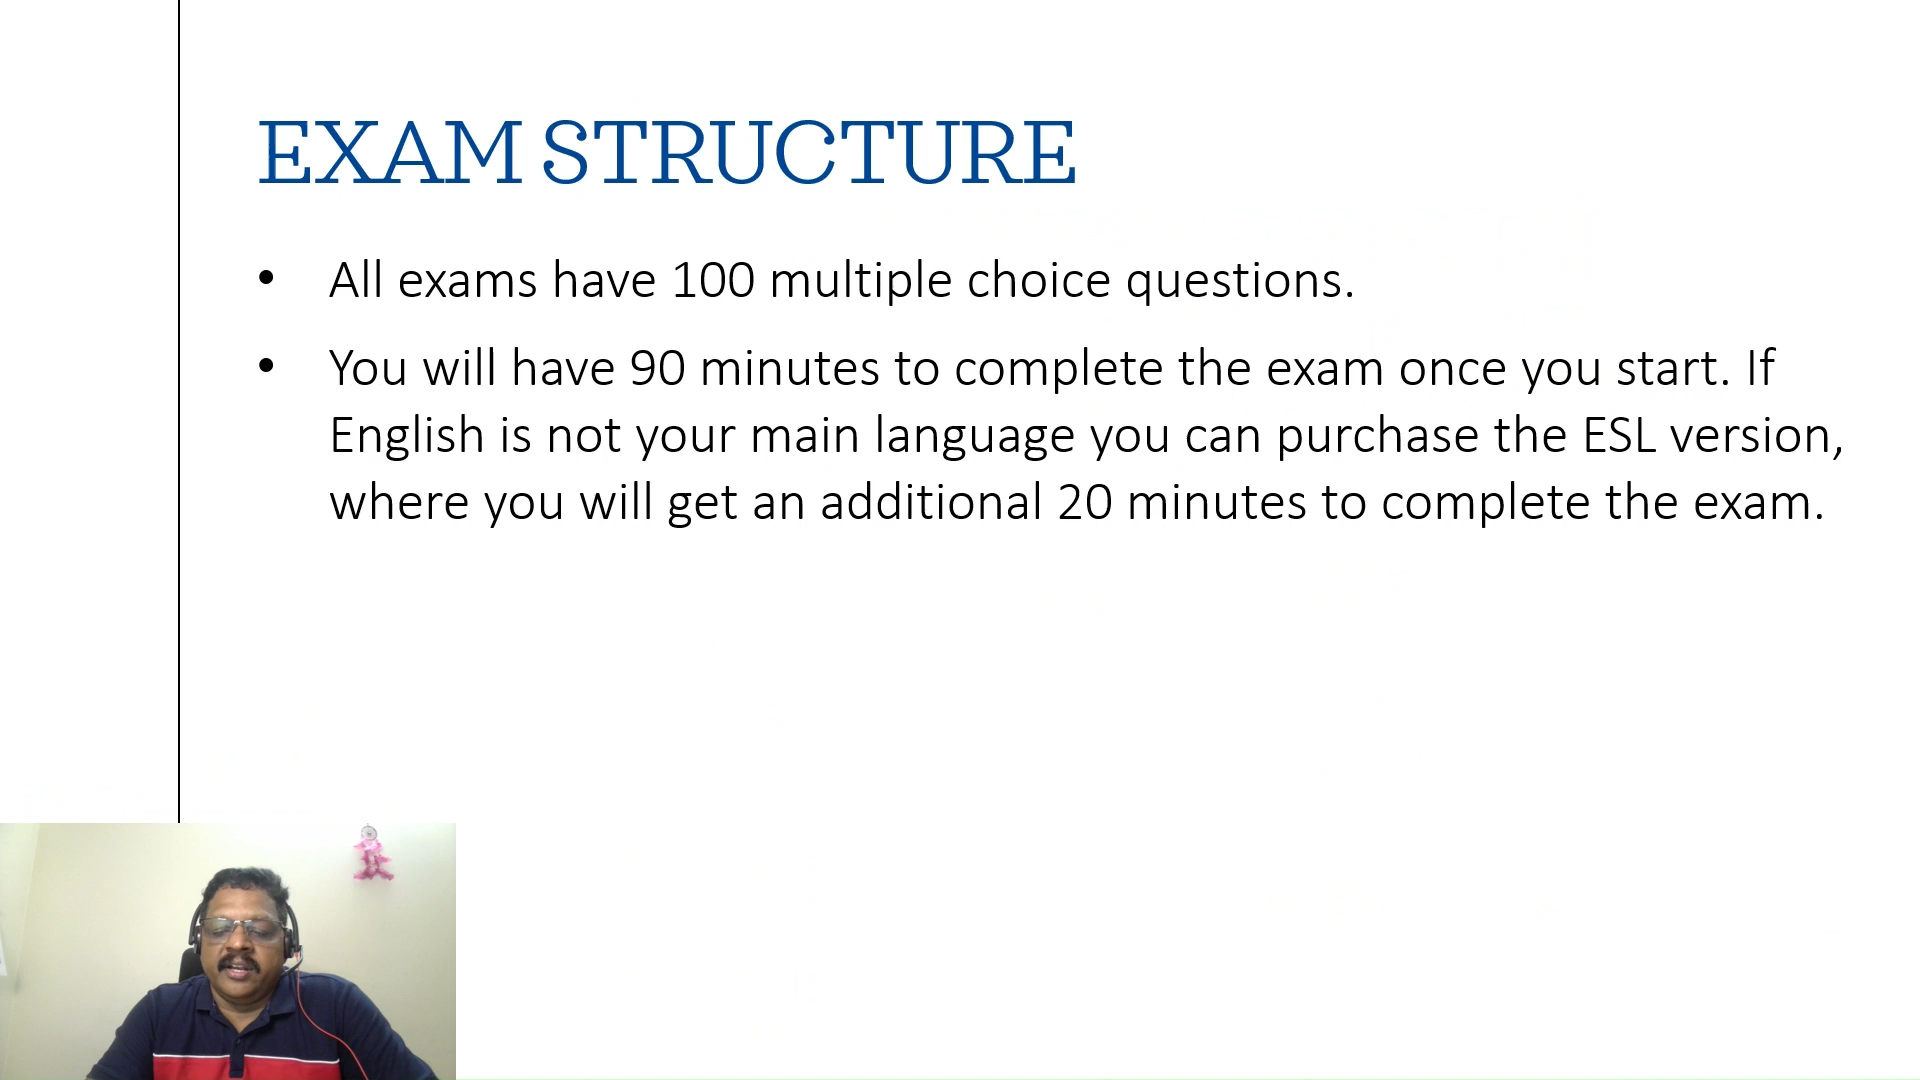 EXAM STRUCTURE
• All exams have 100 multiple choice questions.
• You will have 90 minutes to complete the exam once you start. If
English is not your main language you can purchase the ESL version,
where you will get an additional 20 minutes to complete the exam.